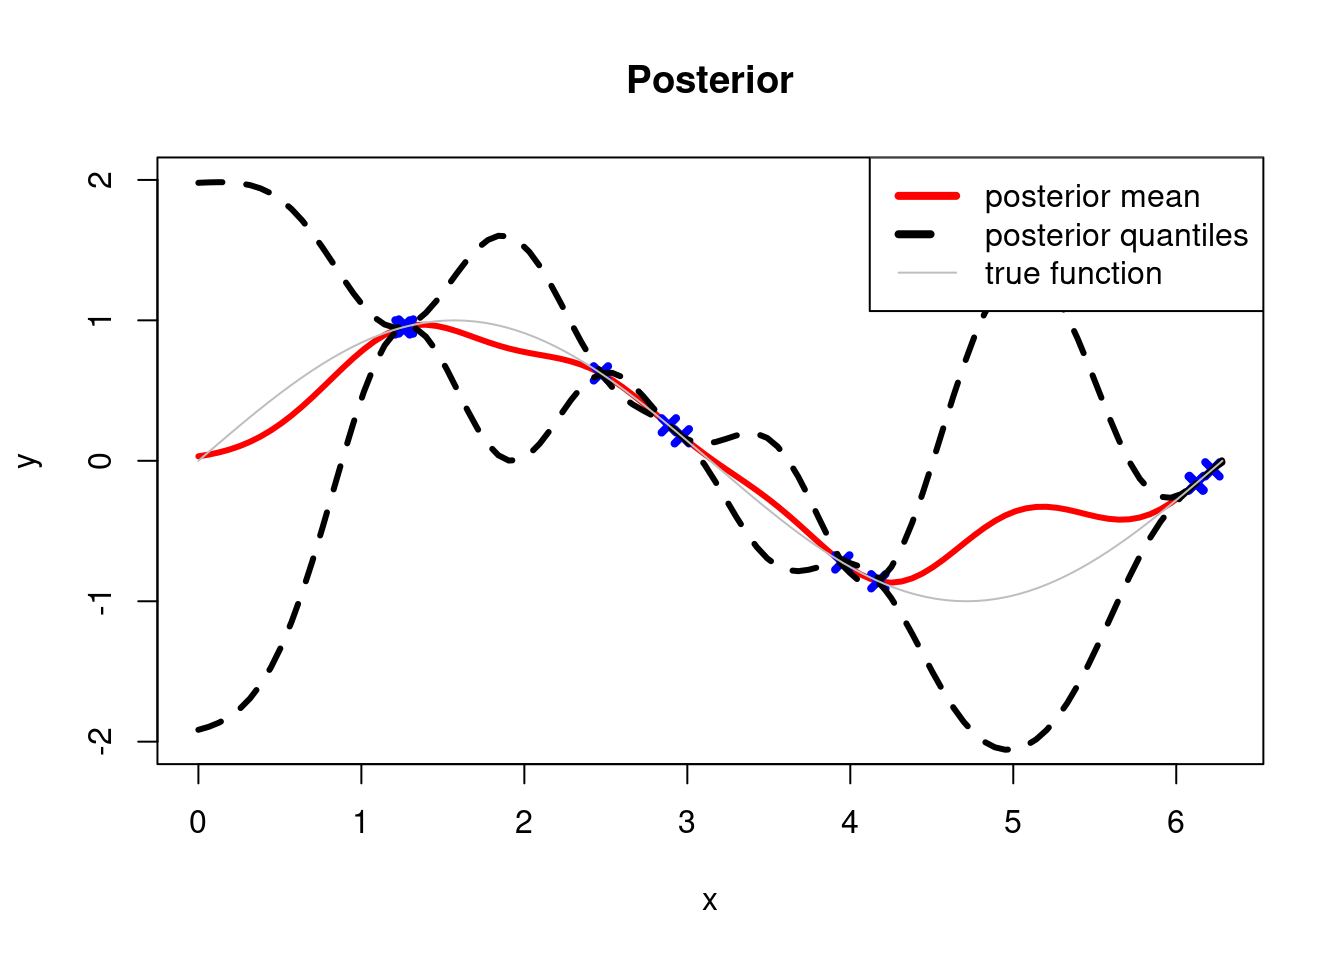 Posterior
posterior mean
posterior quantiles
true function
2
1
0
-1
-2
y
0 1 2 3 4 5 6
x